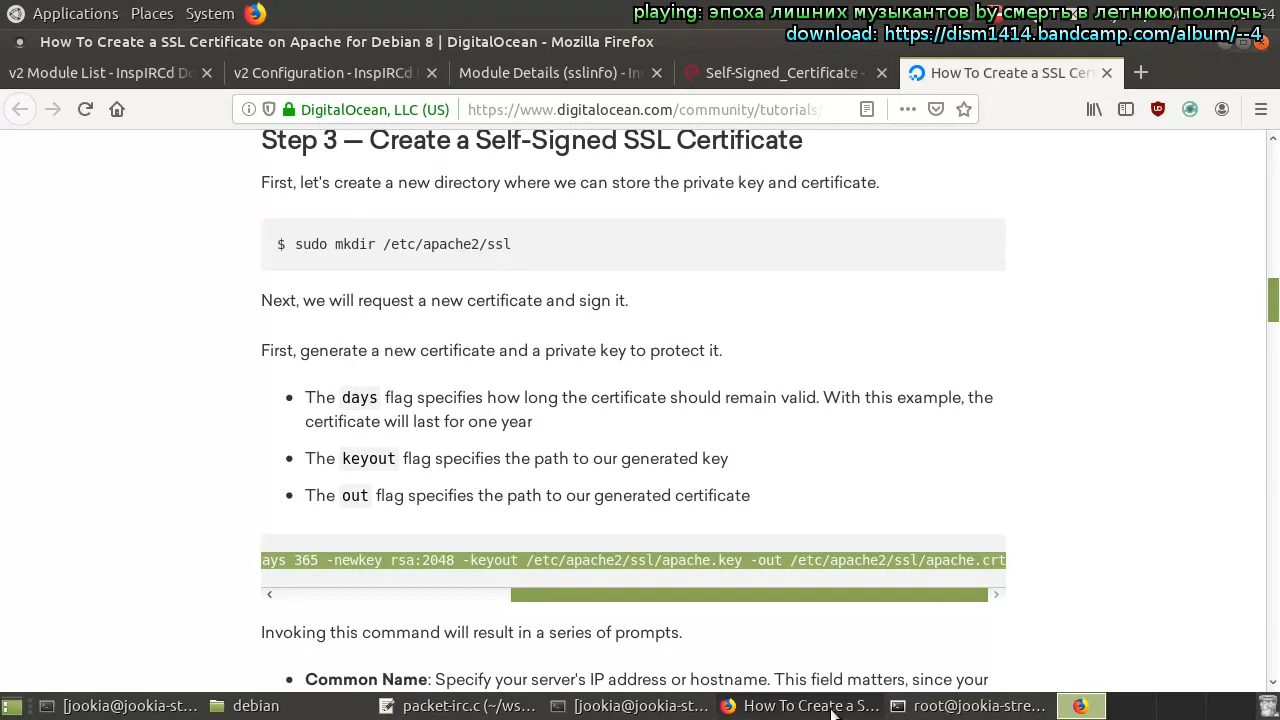 Applications Places System
playing: эпоха лишних музыкантов by смерть в летнюю полночь
How To Create a SSL Certificate on Apache for Debian 8 | DigitalOcean - Mozilla Firefox
download: https://dism1414.bandcamp.com/album/--4
v2 Module List - InspIRCd Do
v2 Configuration - InspIRCd
Module Details (sslinfo) - In
Self-Signed_Certificate -
How To Create a SSL Cert
DigitalOcean, LLC (US)
https://www.digitalocean.com/community/tutorials/
Step 3 — Create a Self-Signed SSL Certificate
First, let's create a new directory where we can store the private key and certificate.
$ sudo mkdir /etc/apache2/ssl
Next, we will request a new certificate and sign it.
First, generate a new certificate and a private key to protect it.
The days flag specifies how long the certificate should remain valid. With this example, the
certificate will last for one year
The keyout flag specifies the path to our generated key
The out flag specifies the path to our generated certificate
ays 365 -newkey rsa:2048 -keyout /etc/apache2/ssl/apache.key -out /etc/apache2/ssl/apache.crt
Invoking this command will result in a series of prompts.
Common Name: Specify your server's IP address or hostname. This field matters, since your
[jookia@jookia-st...
debian
packet-irc.c (~/ws...
[jookia@jookia-st...
How To Create a S...
root@jookia-stre...